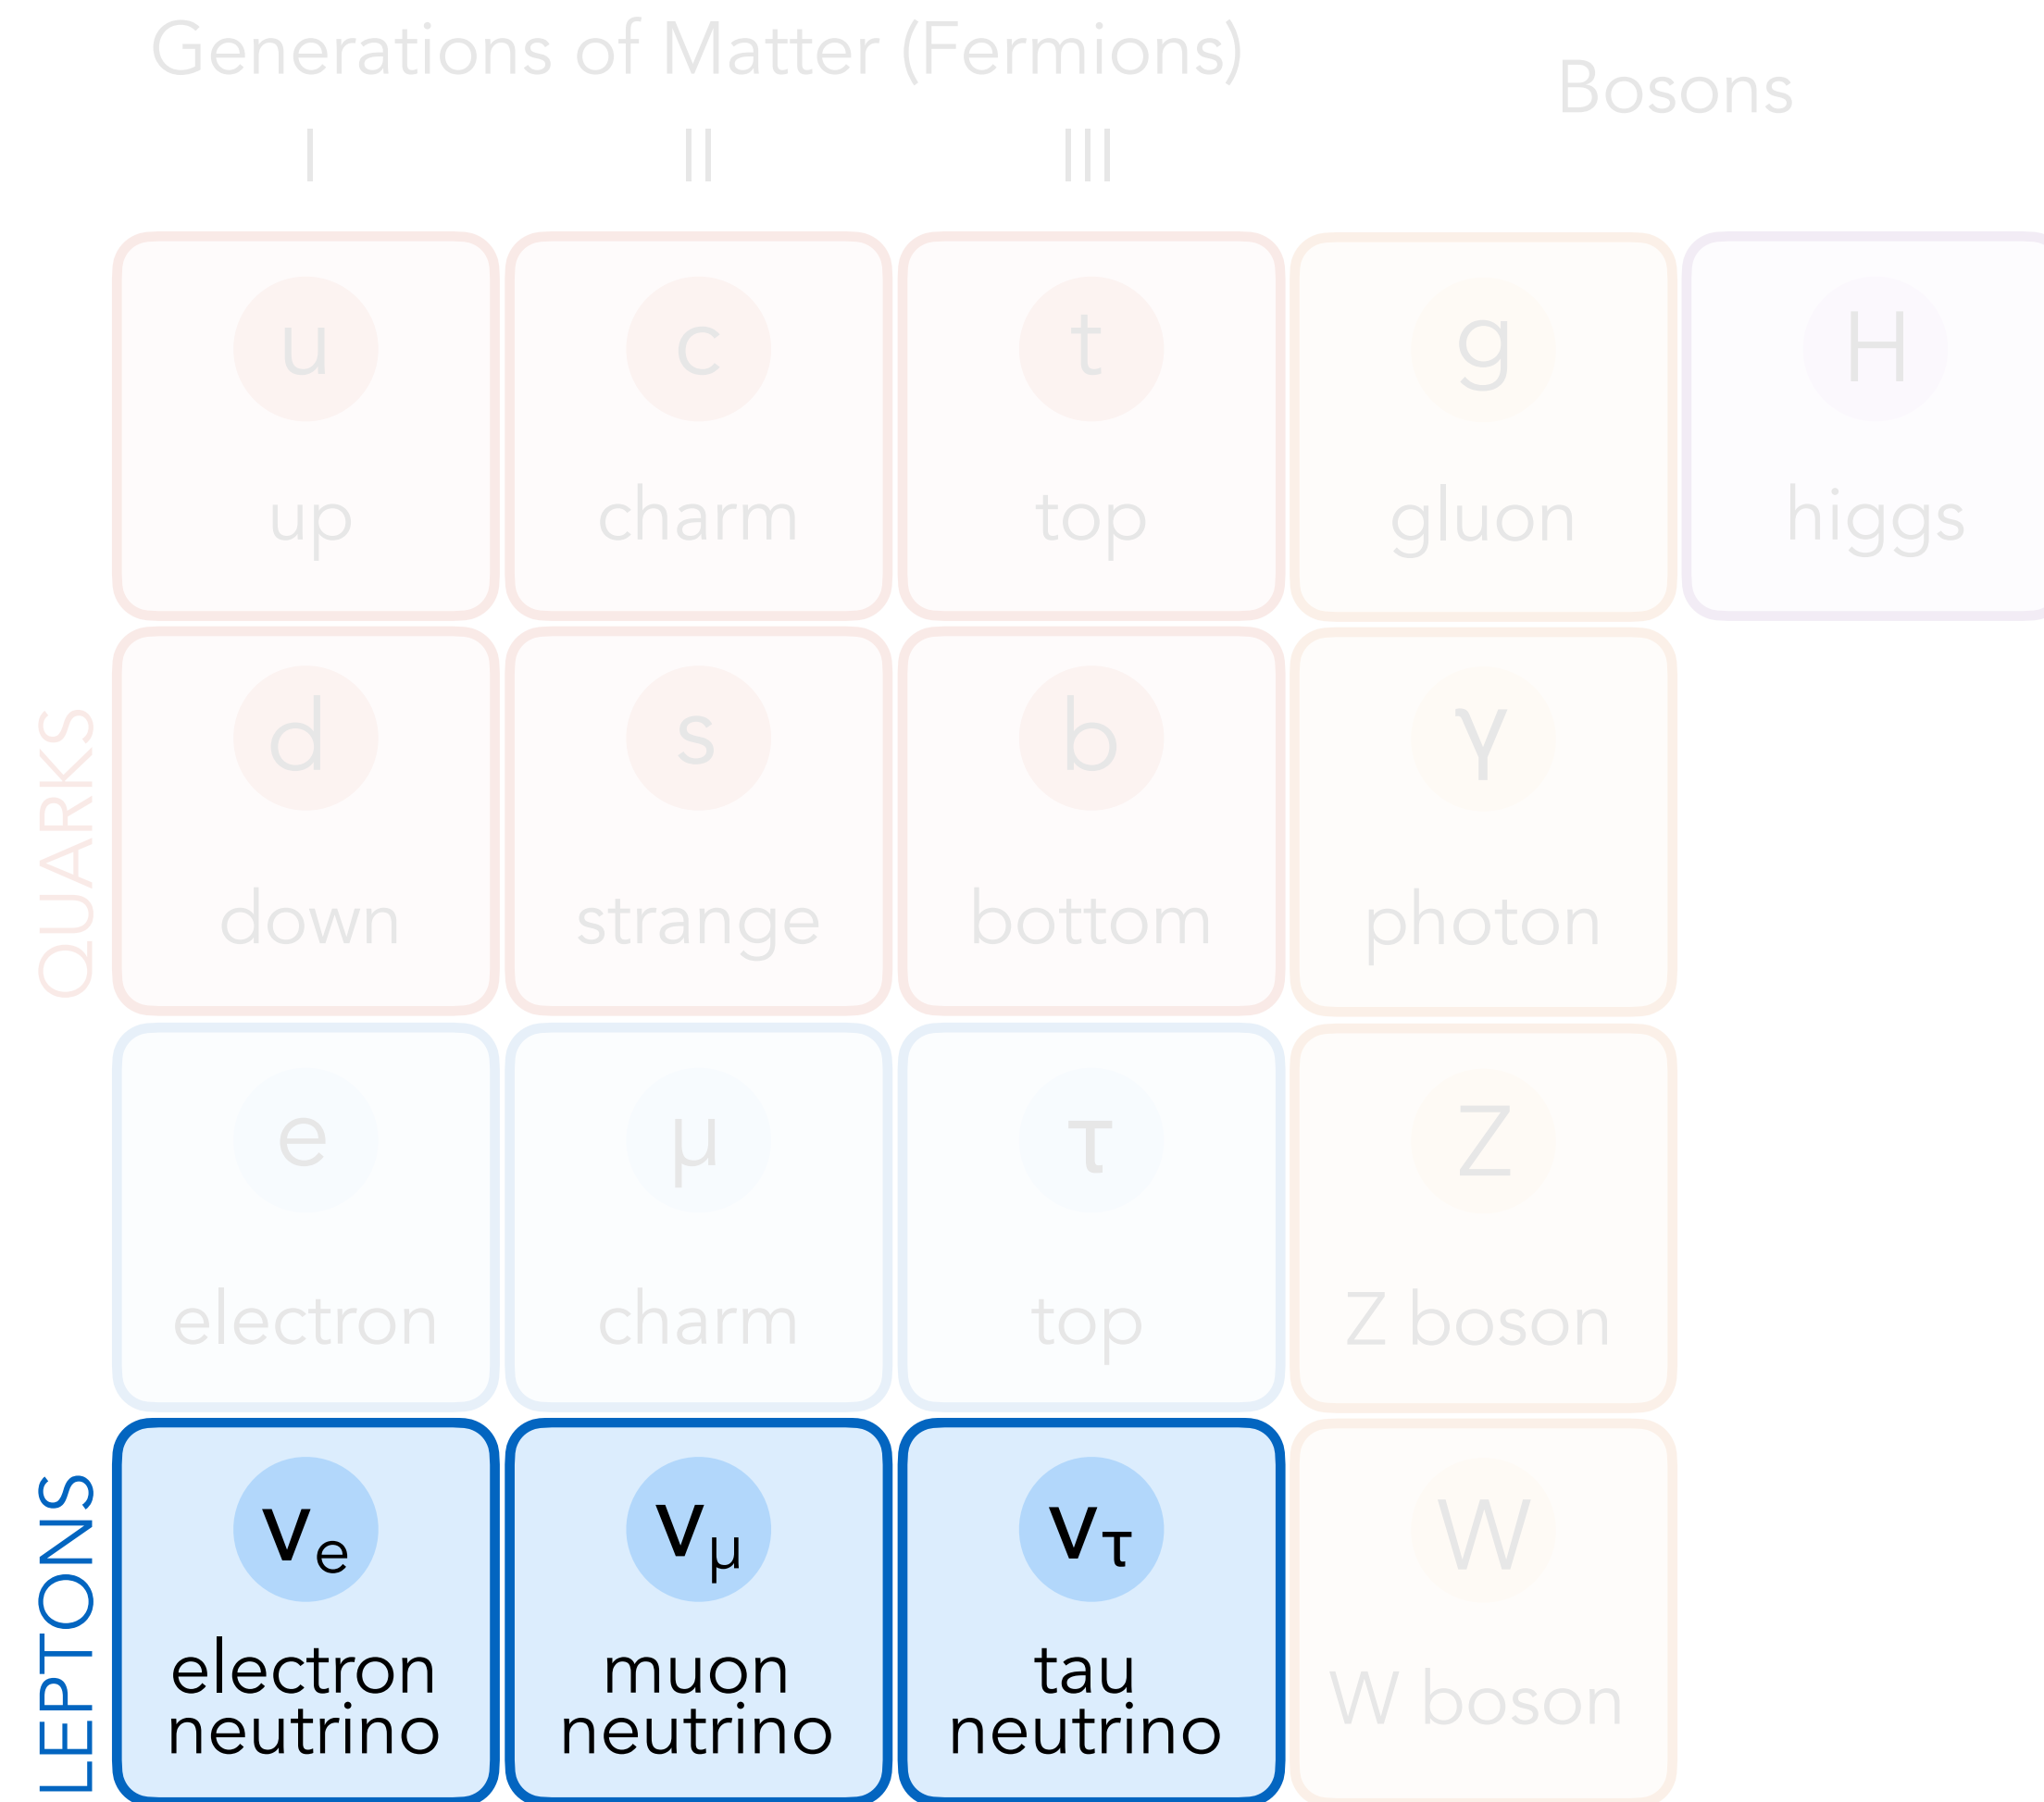 Generations of Matter (Fermions)
Bosons
I
II
III
u
c
t
g
H
up
charm
top
gluon
higgs
QUARKS
d
s
b
γ
down
strange
bottom
photon
e
μ
τ
Z
electron
charm
top
Z boson
LEPTONS
νe
νμ
ντ
W
electron
neutrino
muon
neutrino
tau
neutrino
W boson